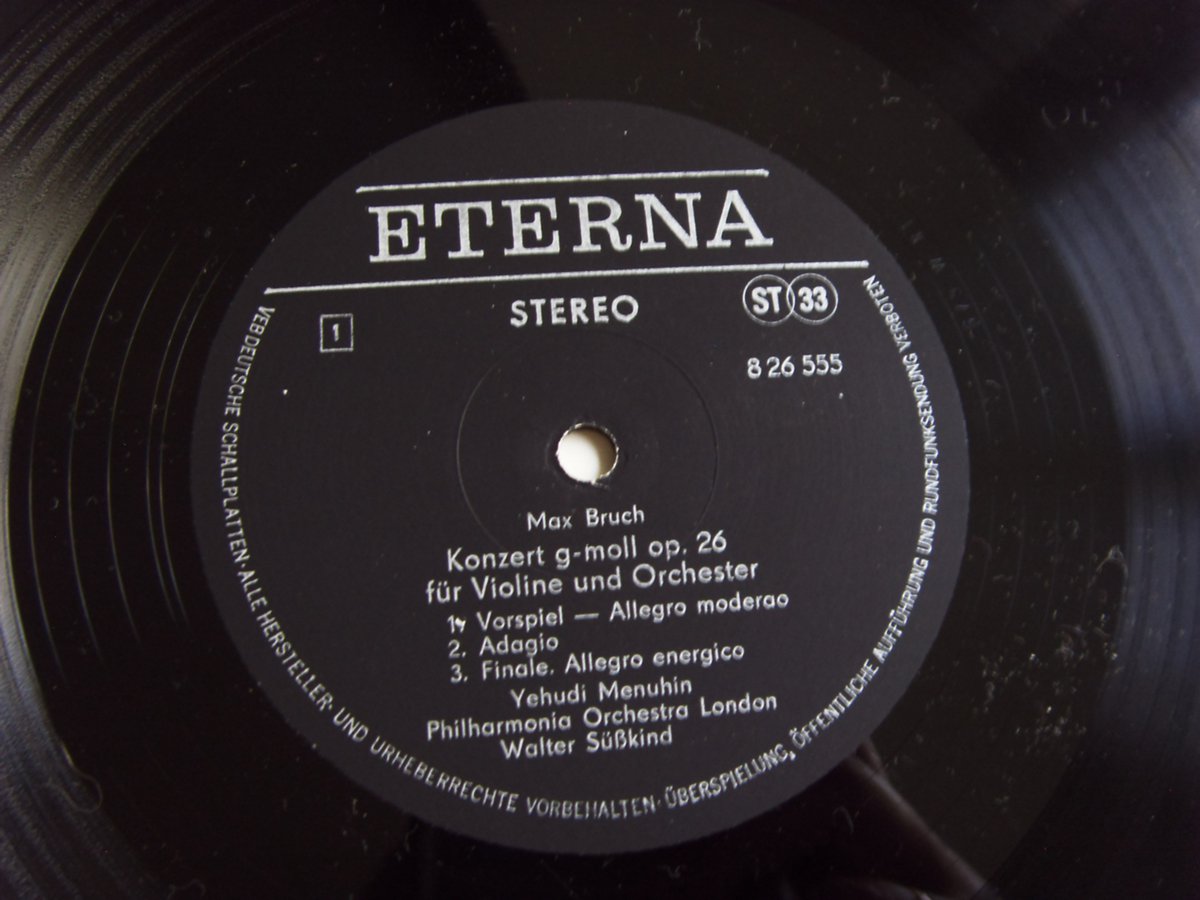 ETERNA
STEREO
ST 33
1
8 26 555
Max Bruch
Konzert g-moll op. 26
für Violine und Orchester
1. Vorspiel — Allegro moderao
2. Adagio
3. Finale. Allegro energico
Yehudi Menuhin
Philharmonia Orchestra London
Walter Süßkind
VEB DEUTSCHE SCHALLPLATTEN · ALLE HERSTELLER- UND URHEBERRECHTE VORBEHALTEN · ÜBERSPIELUNG, ÖFFENTLICHE AUFFÜHRUNG UND RUNDFUNKSENDUNG VERBOTEN